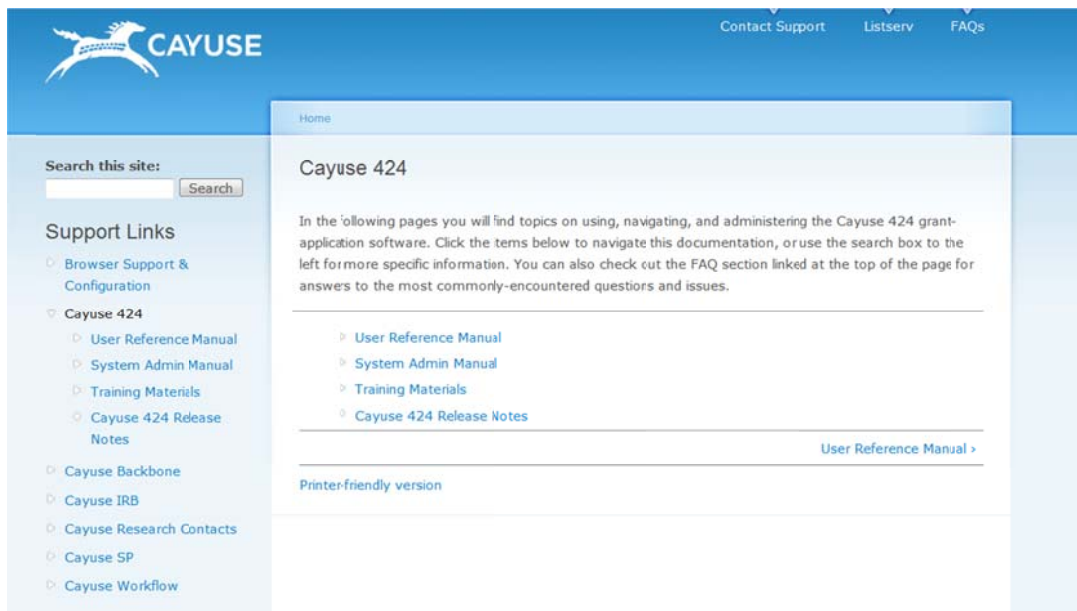 CAYUSE
Contact Support Listserv FAQs
Home
Search this site:
Search
Support Links
Browser Support &
Configuration
Cayuse 424
User Reference Manual
System Admin Manual
Training Materials
Cayuse 424 Release
Notes
Cayuse Backbone
Cayuse IRB
Cayuse Research Contacts
Cayuse SP
Cayuse Workflow
Cayuse 424
In the following pages you will find topics on using, navigating, and administering the Cayuse 424 grant-
application software. Click the items below to navigate this documentation, or use the search box to the
left for more specific information. You can also check out the FAQ section linked at the top of the page for
answers to the most commonly-encountered questions and issues.
User Reference Manual
System Admin Manual
Training Materials
Cayuse 424 Release Notes
User Reference Manual ›
Printer-friendly version